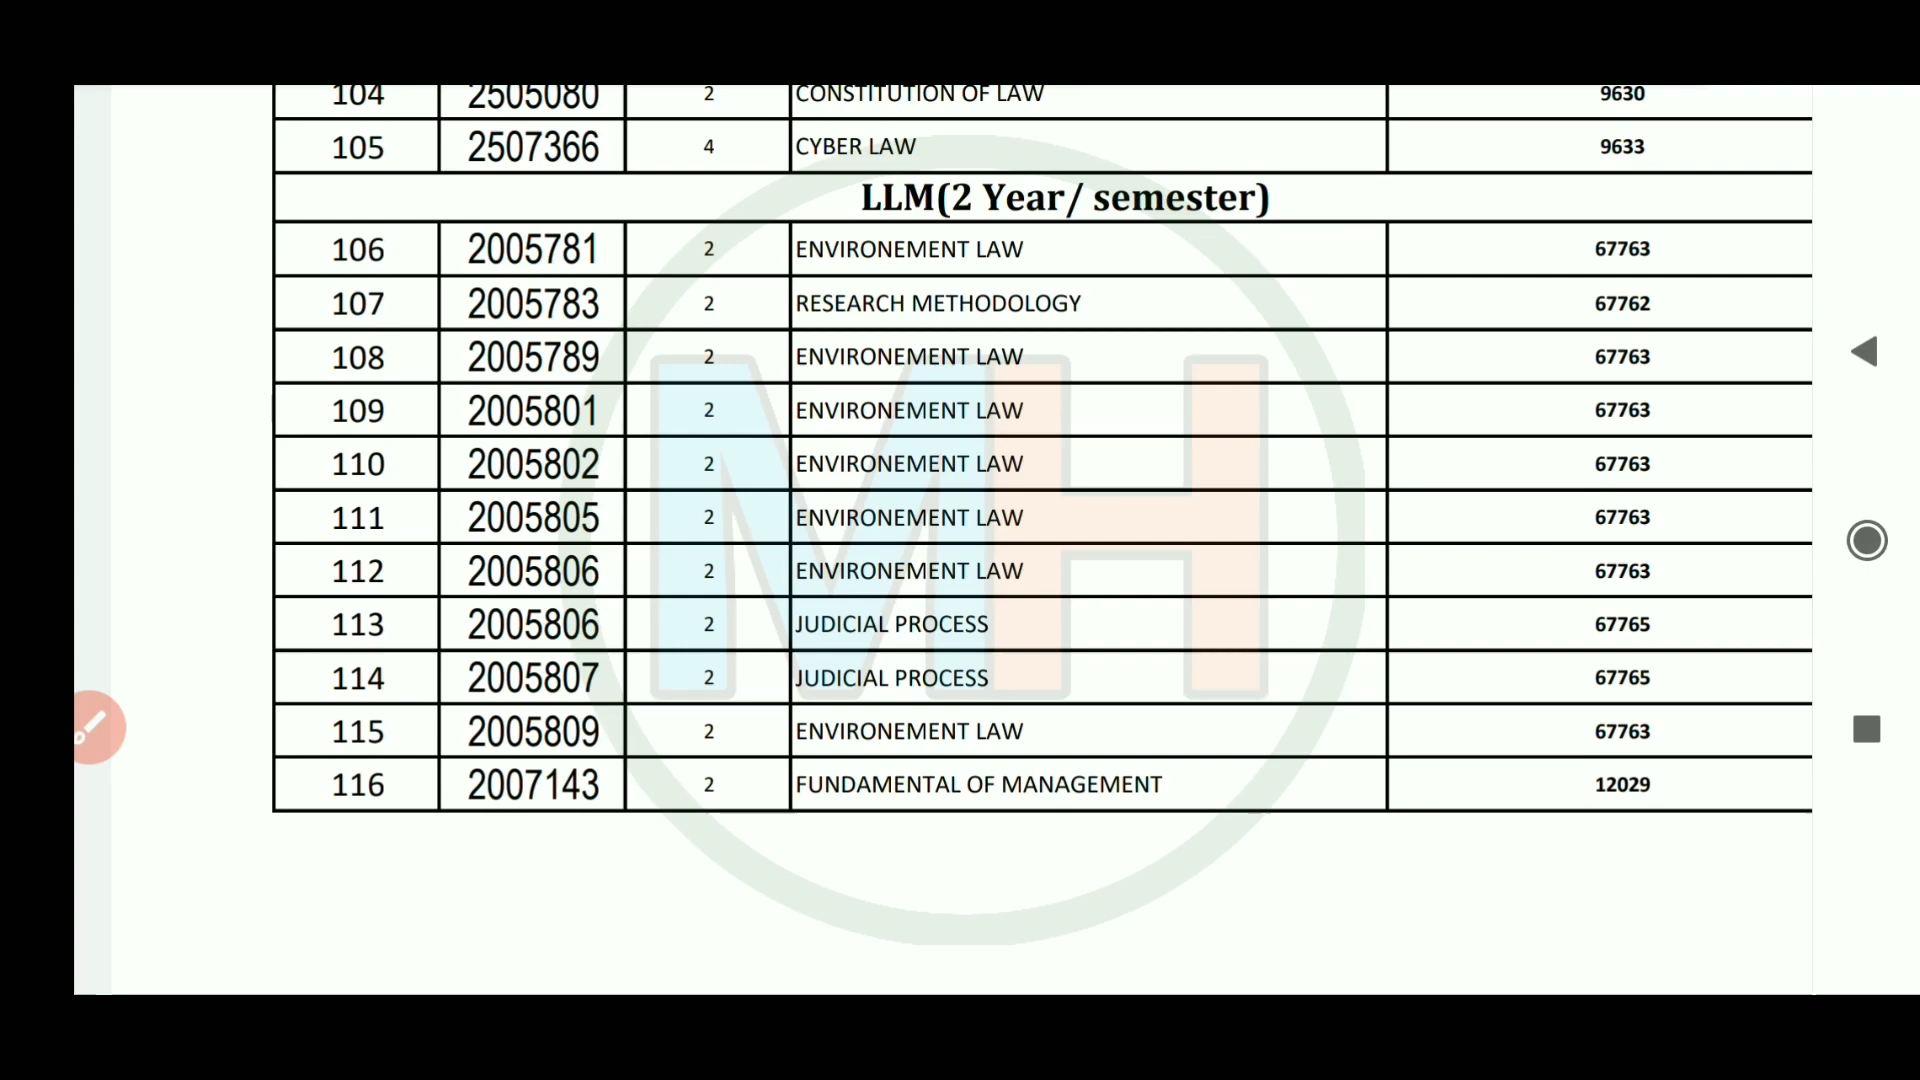 104 2505080 2 CONSTITUTION OF LAW 9630
105 2507366 4 CYBER LAW 9633
LLM(2 Year/ semester)
106 2005781 2 ENVIRONEMENT LAW 67763
107 2005783 2 RESEARCH METHODOLOGY 67762
108 2005789 2 ENVIRONEMENT LAW 67763
109 2005801 2 ENVIRONEMENT LAW 67763
110 2005802 2 ENVIRONEMENT LAW 67763
111 2005805 2 ENVIRONEMENT LAW 67763
112 2005806 2 ENVIRONEMENT LAW 67763
113 2005806 2 JUDICIAL PROCESS 67765
114 2005807 2 JUDICIAL PROCESS 67765
115 2005809 2 ENVIRONEMENT LAW 67763
116 2007143 2 FUNDAMENTAL OF MANAGEMENT 12029
MH